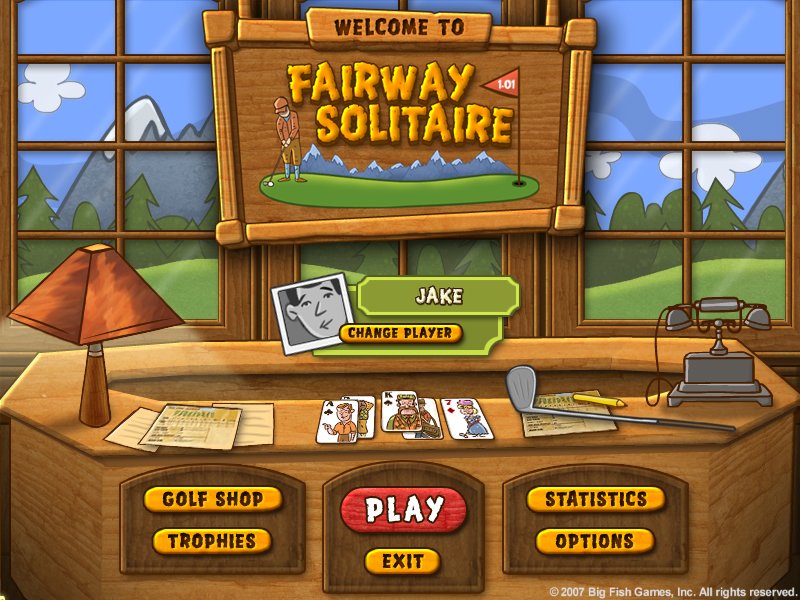 WELCOME TO
FAIRWAY
SOLITAIRE
1.01
JAKE
CHANGE PLAYER
A
K
7
GOLF SHOP
PLAY
STATISTICS
TROPHIES
EXIT
OPTIONS
© 2007 Big Fish Games, Inc. All rights reserved.